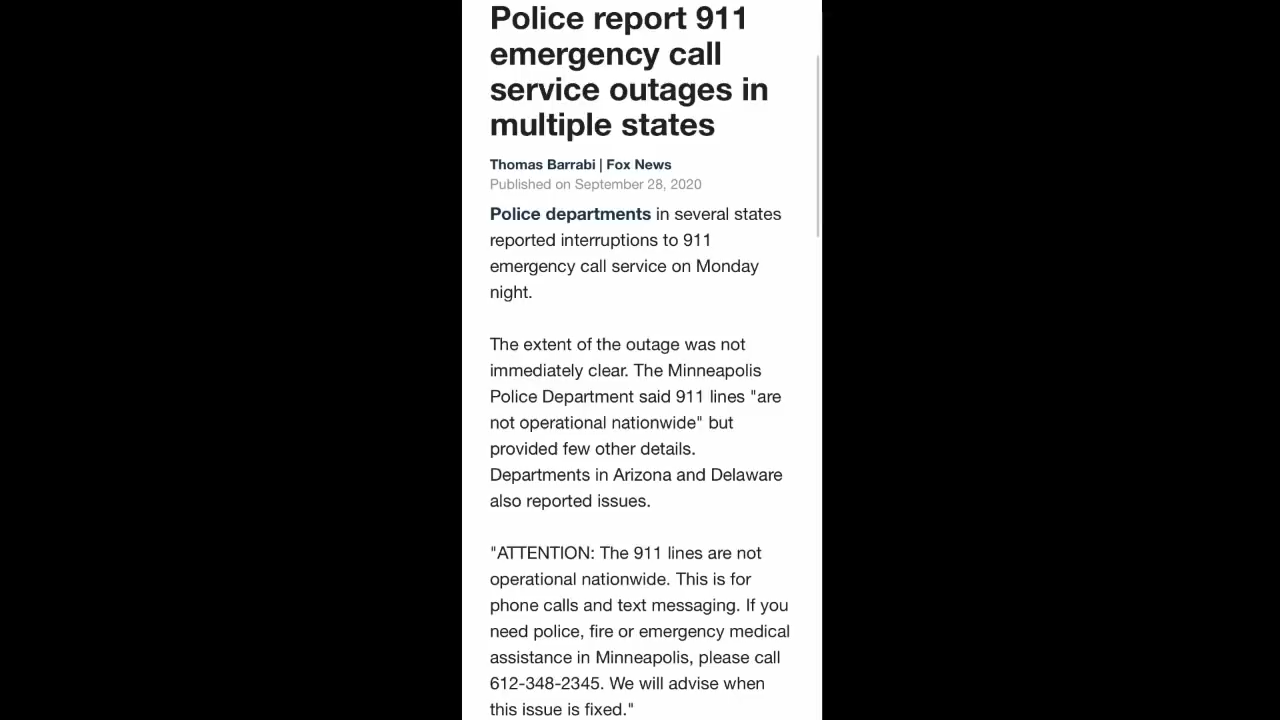 Police report 911
emergency call
service outages in
multiple states
Thomas Barrabi | Fox News
Published on September 28, 2020
Police departments in several states
reported interruptions to 911
emergency call service on Monday
night.
The extent of the outage was not
immediately clear. The Minneapolis
Police Department said 911 lines "are
not operational nationwide" but
provided few other details.
Departments in Arizona and Delaware
also reported issues.
"ATTENTION: The 911 lines are not
operational nationwide. This is for
phone calls and text messaging. If you
need police, fire or emergency medical
assistance in Minneapolis, please call
612-348-2345. We will advise when
this issue is fixed."